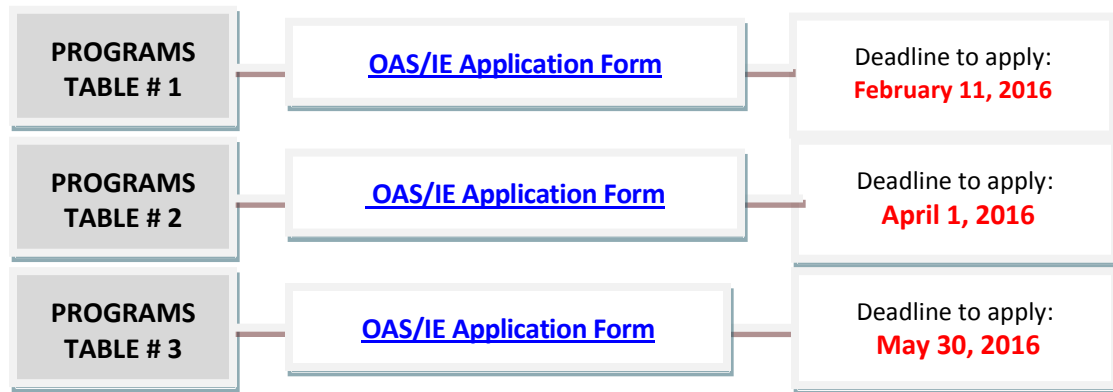 PROGRAMS
TABLE # 1
OAS/IE Application Form
Deadline to apply:
February 11, 2016
PROGRAMS
TABLE # 2
OAS/IE Application Form
Deadline to apply:
April 1, 2016
PROGRAMS
TABLE # 3
OAS/IE Application Form
Deadline to apply:
May 30, 2016